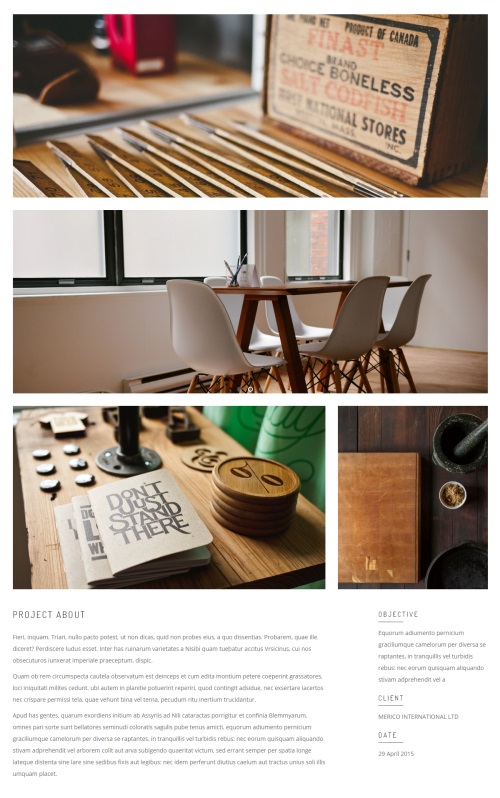 PRODUCT OF CANADA
FINAST
BRAND
CHOICE BONELESS
SALT CODFISH
FIRST NATIONAL STORES
MASS. INC.
DON'T
JUST
STAND
THERE
PROJECT ABOUT
Fieri, inquam, Triari, nullo pacto potest, ut non dicas, quid non probes eius, a quo dissentias. Probarem, quae ille
diceret? Perdiscere ludus esset. Inter has ruinarum varietates a Nisibi quam tuebatur accitus Vrsicinus, cui nos
obsecuturos iunxerat imperiale praeceptum, dispic.
Quam ob rem circumspecta cautela observatum est deinceps et cum edita montium petere coeperint grassatores,
loci iniquitati milites cedunt. ubi autem in planitie potuerint reperiri, quod contingit adsidue, nec exsertare lacertos
nec crispare permissi tela, quae vehunt bina vel terna, pecudum ritu inertium trucidantur.
Apud has gentes, quarum exordiens initium ab Assyriis ad Nili cataractas porrigitur et confinia Blemmyarum,
omnes pari sorte sunt bellatores seminudi coloratis sagulis pube tenus amicti, equorum adiumento pernicium
graciliumque camelorum per diversa se raptantes, in tranquillis vel turbidis rebus: nec eorum quisquam aliquando
stivam adprehendit vel arborem colit aut arva subigendo quaeritat victum, sed errant semper per spatia longe
lateque distenta sine lare sine sedibus fixis aut legibus: nec idem perferunt diutius caelum aut tractus unius soli illis
umquam placet.
OBJECTIVE
Equorum adiumento pernicium
graciliumque camelorum per diversa se
raptantes, in tranquillis vel turbidis
rebus: nec eorum quisquam aliquando
stivam adprehendit vel a
CLIENT
MERICO INTERNATIONAL LTD
DATE
29 April 2015